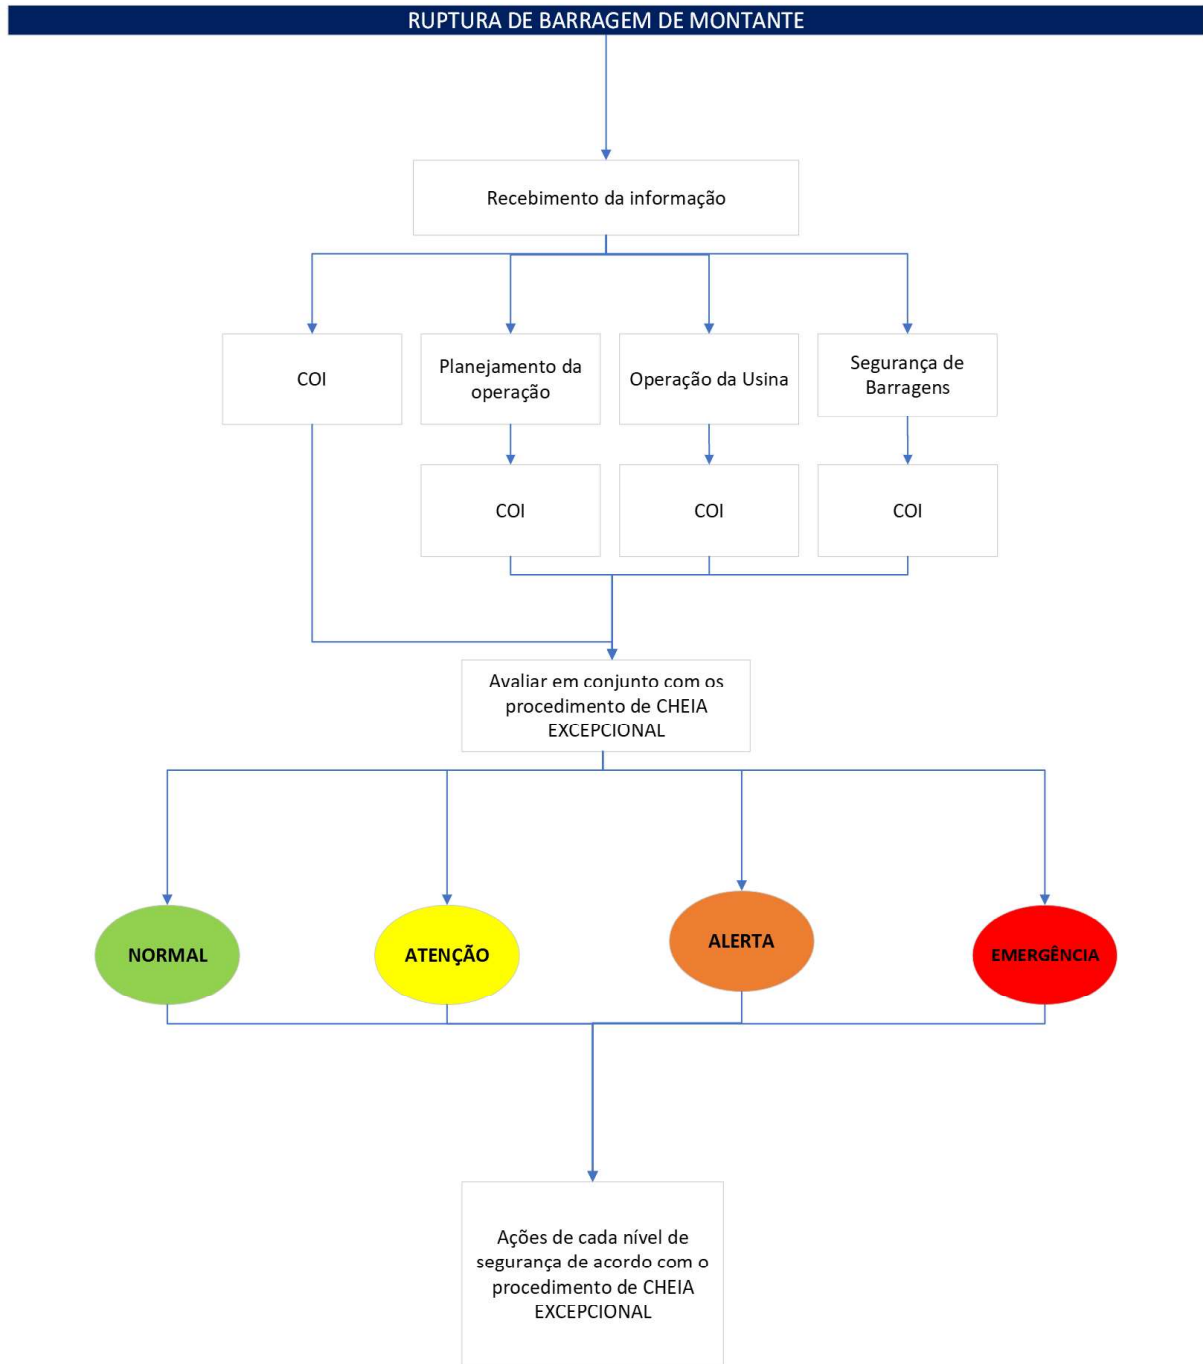 RUPTURA DE BARRAGEM DE MONTANTE
Recebimento da informação
COI
Planejamento da
operação
Operação da Usina
Segurança de
Barragens
COI
COI
COI
Avaliar em conjunto com os
procedimento de CHEIA
EXCEPCIONAL
NORMAL
ATENÇÃO
ALERTA
EMERGÊNCIA
Ações de cada nível de
segurança de acordo com o
procedimento de CHEIA
EXCEPCIONAL